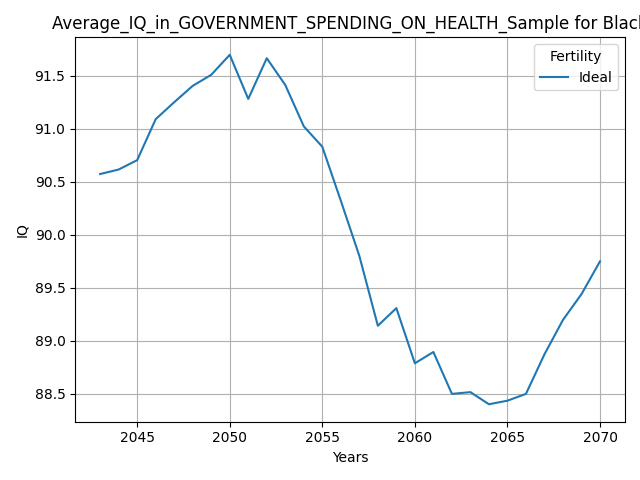 Average_IQ_in_GOVERNMENT_SPENDING_ON_HEALTH_Sample for Black
Fertility
Ideal
91.5
91.0
90.5
90.0
89.5
89.0
88.5
IQ
2045 2050 2055 2060 2065 2070
Years